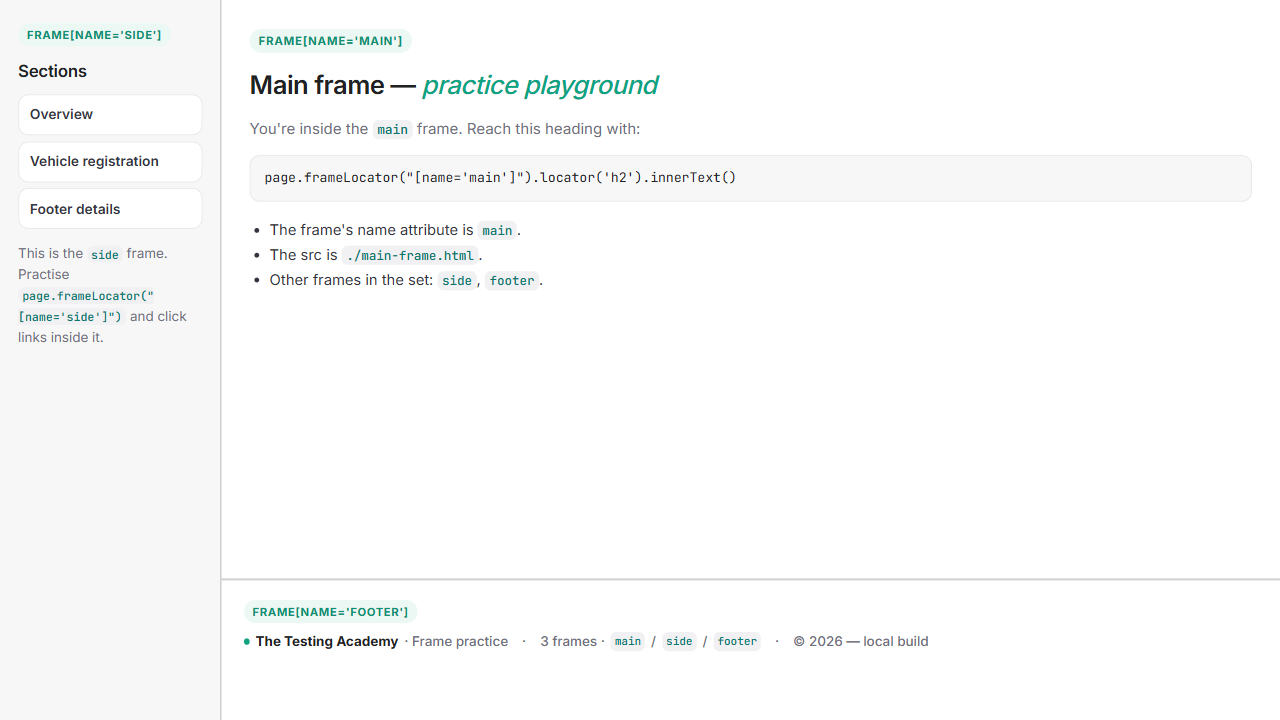 FRAME[NAME='SIDE']
Sections
Overview
Vehicle registration
Footer details
This is the side frame.
Practise
page.frameLocator("
[name='side']") and click
links inside it.
FRAME[NAME='MAIN']
Main frame — practice playground
You're inside the main frame. Reach this heading with:
page.frameLocator("[name='main']").locator('h2').innerText()
• The frame's name attribute is main.
• The src is ./main-frame.html.
• Other frames in the set: side, footer.
FRAME[NAME='FOOTER']
The Testing Academy · Frame practice · 3 frames · main / side / footer · © 2026 — local build